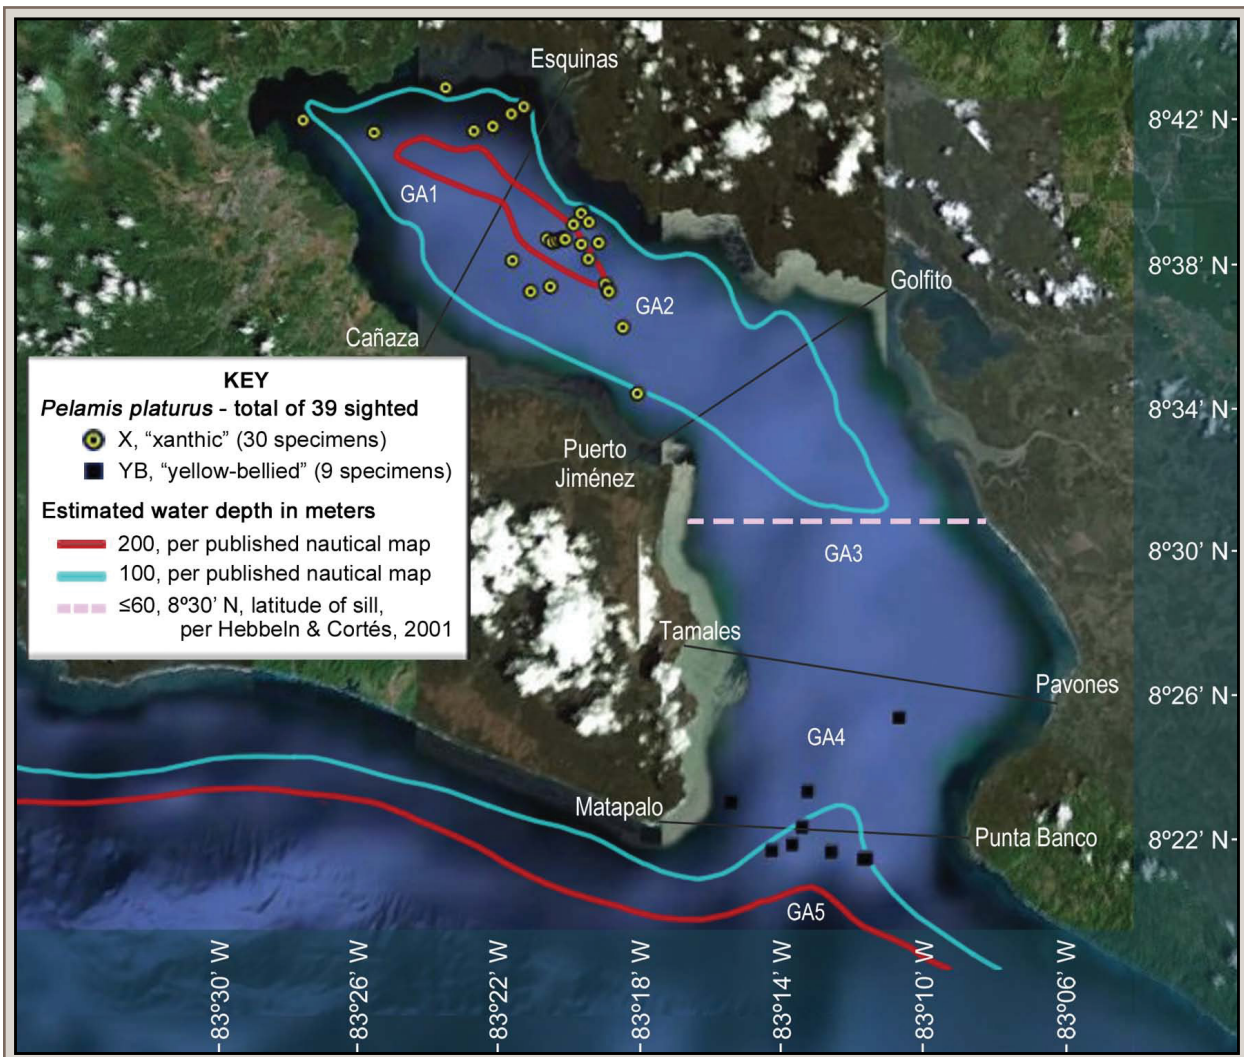 Esquinas
8º42’ N
GA1
8º38’ N
Golfito
GA2
Cañaza
KEY
Pelamis platurus - total of 39 sighted
X, “xanthic” (30 specimens)
YB, “yellow-bellied” (9 specimens)
Estimated water depth in meters
200, per published nautical map
100, per published nautical map
≤60, 8º30’ N, latitude of sill,
per Hebbeln & Cortés, 2001
8º34’ N
Puerto
Jiménez
GA3
8º30’ N
Tamales
Pavones
8º26’ N
GA4
Matapalo
Punta Banco
8º22’ N
GA5
83º30’ W
83º26’ W
83º22’ W
83º18’ W
83º14’ W
83º10’ W
83º06’ W